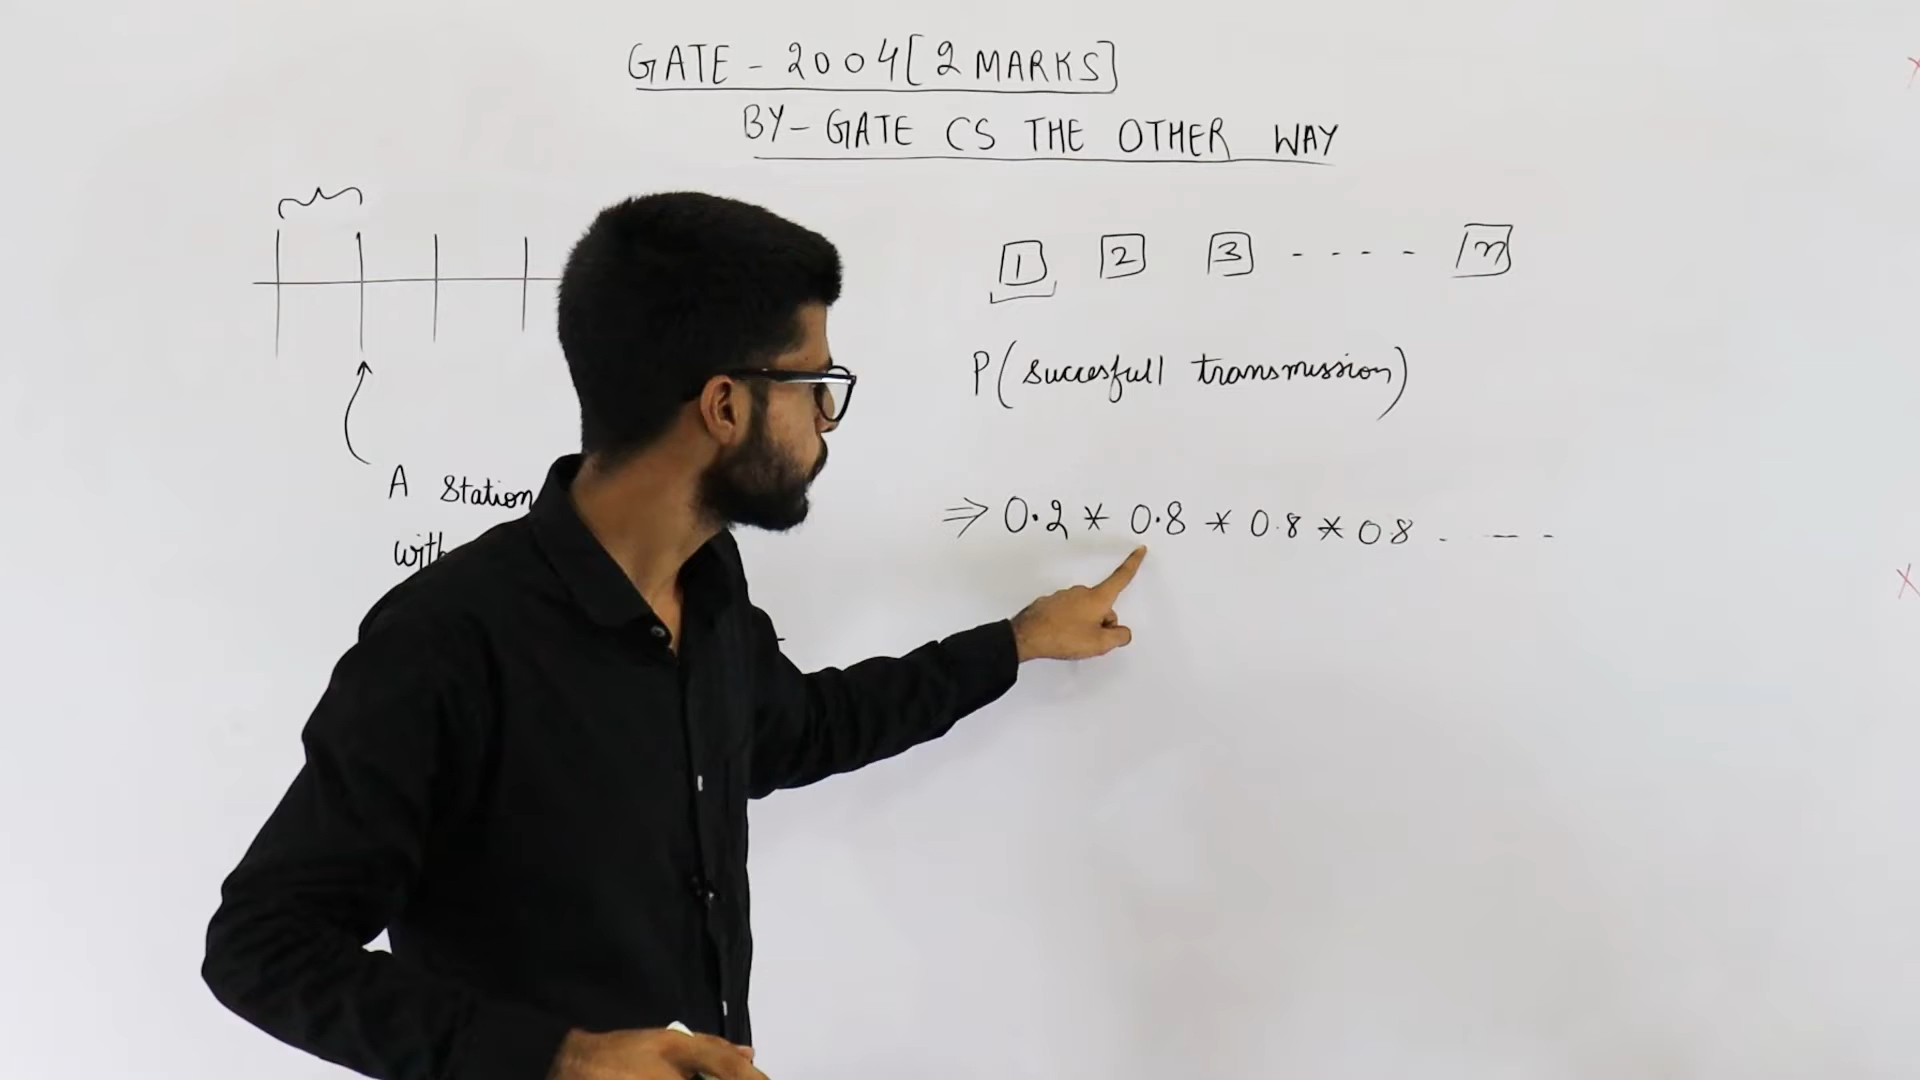 GATE - 2004 [2 MARKS]
BY - GATE CS THE OTHER WAY
1 2 3 - - - - n
P(succesfull transmission)
A station
with
⇒ 0.2 * 0.8 * 0.8 * 0.8 - - - -